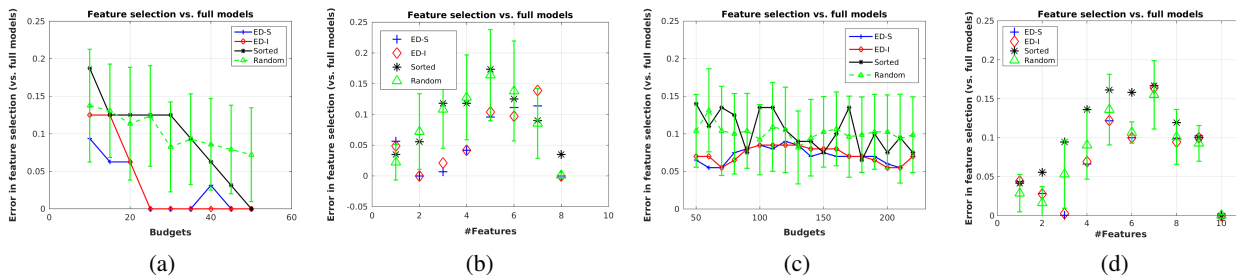 Feature selection vs. full models
Error in feature selection (vs. full models)
0.25
0.2
0.15
0.1
0.05
0
0
20
40
60
Budgets
ED-S
ED-I
Sorted
Random
(a)
Feature selection vs. full models
Error in feature selection (vs. full models)
0.25
0.2
0.15
0.1
0.05
0
-0.05
0
2
4
6
8
10
#Features
ED-S
ED-I
Sorted
Random
(b)
Feature selection vs. full models
Error in feature selection (vs. full models)
0.25
0.2
0.15
0.1
0.05
0
50
100
150
200
Budgets
ED-S
ED-I
Sorted
Random
(c)
Feature selection vs. full models
Error in feature selection (vs. full models)
0.25
0.2
0.15
0.1
0.05
0
0
2
4
6
8
10
#Features
ED-S
ED-I
Sorted
Random
(d)